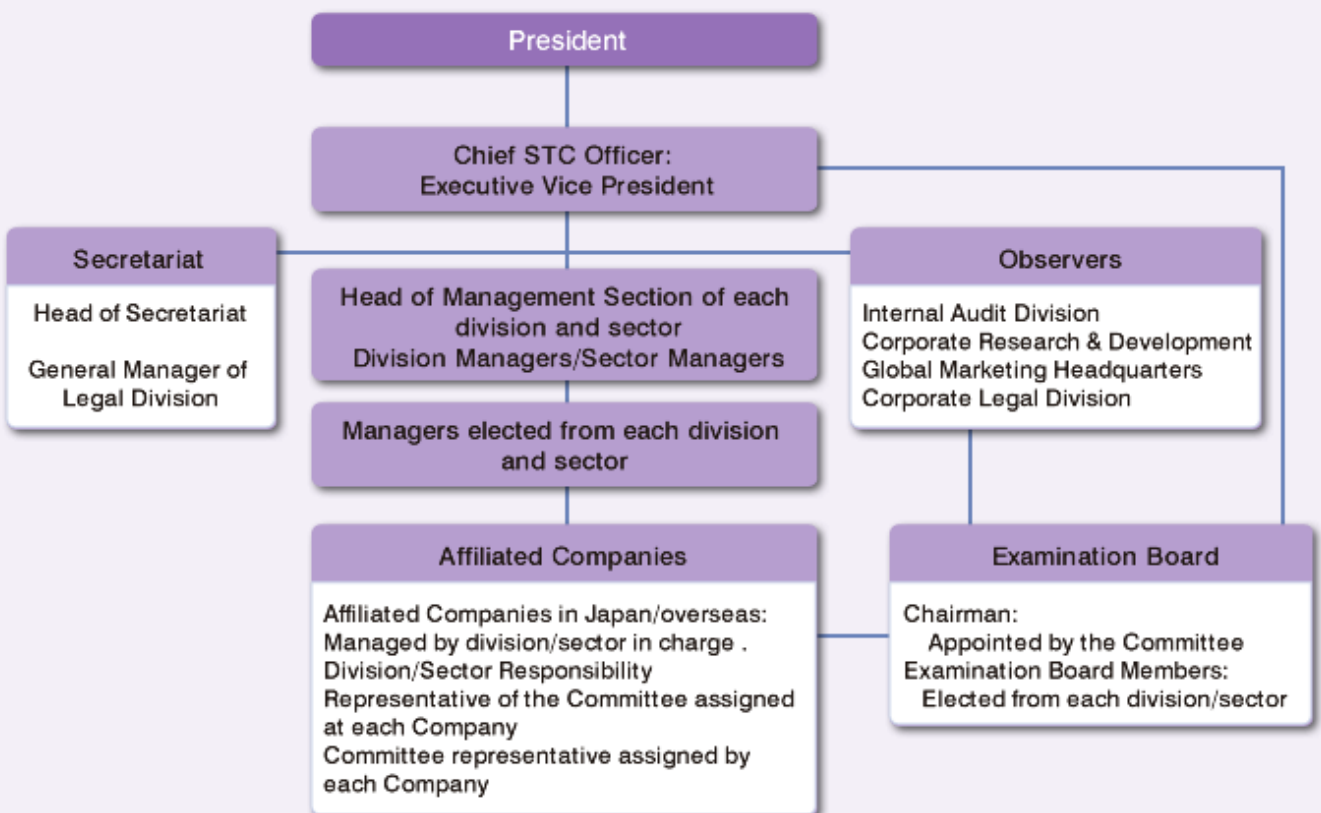 President
Chief STC Officer:
Executive Vice President
Secretariat
Head of Secretariat
General Manager of
Legal Division
Head of Management Section of each
division and sector
Division Managers/Sector Managers
Observers
Internal Audit Division
Corporate Research & Development
Global Marketing Headquarters
Corporate Legal Division
Managers elected from each division
and sector
Affiliated Companies
Affiliated Companies in Japan/overseas:
Managed by division/sector in charge .
Division/Sector Responsibility
Representative of the Committee assigned
at each Company
Committee representative assigned by
each Company
Examination Board
Chairman:
Appointed by the Committee
Examination Board Members:
Elected from each division/sector